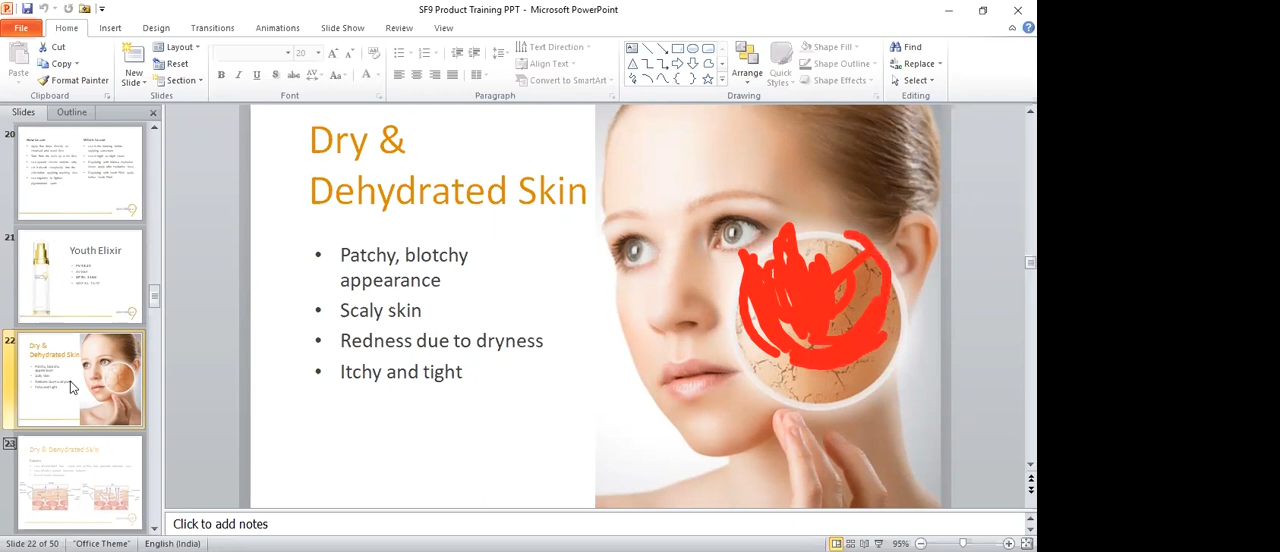 SF9 Product Training PPT - Microsoft PowerPoint
File Home Insert Design Transitions Animations Slide Show Review View
Cut
Copy
Format Painter
Paste
Clipboard
New
Slide
Layout
Reset
Section
Slides
20
B I U S abc AV Aa A
Font
Text Direction
Align Text
Convert to SmartArt
Paragraph
Arrange
Quick
Styles
Shape Fill
Shape Outline
Shape Effects
Drawing
Find
Replace
Select
Editing
Slides Outline
20
21
Youth Elixir
22
Dry &
Dehydrated Skin
23
Dry & Dehydrated Skin
Dry &
Dehydrated Skin
• Patchy, blotchy
appearance
• Scaly skin
• Redness due to dryness
• Itchy and tight
Click to add notes
Slide 22 of 50 "Office Theme" English (India) 95%